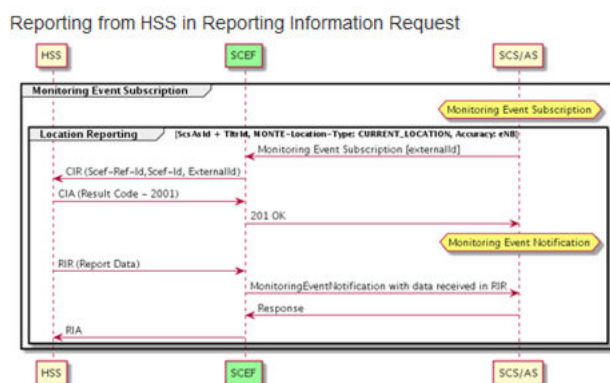 Reporting from HSS in Reporting Information Request
HSS SCEF SCS/AS
Monitoring Event Subscription
Monitoring Event Subscription
Location Reporting [ScsAsId + TltrId, MONTE-Location-Type: CURRENT_LOCATION, Accuracy: eNB]
Monitoring Event Subscription [externalId]
CIR (Scef-Ref-Id,Scef-Id, ExternalId)
CIA (Result Code - 2001)
201 OK
Monitoring Event Notification
RIR (Report Data)
MonitoringEventNotification with data received in RIR
Response
RIA
HSS SCEF SCS/AS